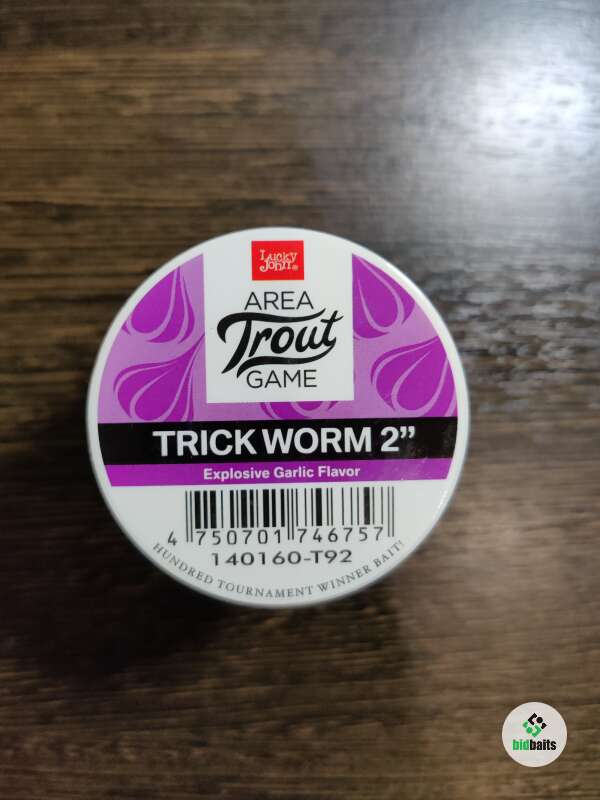 Lucky
John®
AREA
Trout
GAME
TRICK WORM 2”
Explosive Garlic Flavor
4 750701 746757
140160-T92
HUNDRED TOURNAMENT WINNER BAIT!
bidbaits